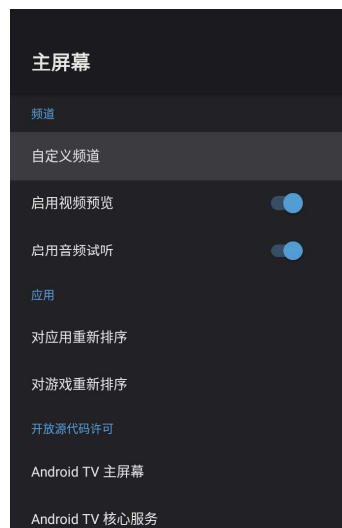 主屏幕
频道
自定义频道
启用视频预览
启用音频试听
应用
对应用重新排序
对游戏重新排序
开放源代码许可
Android TV 主屏幕
Android TV 核心服务